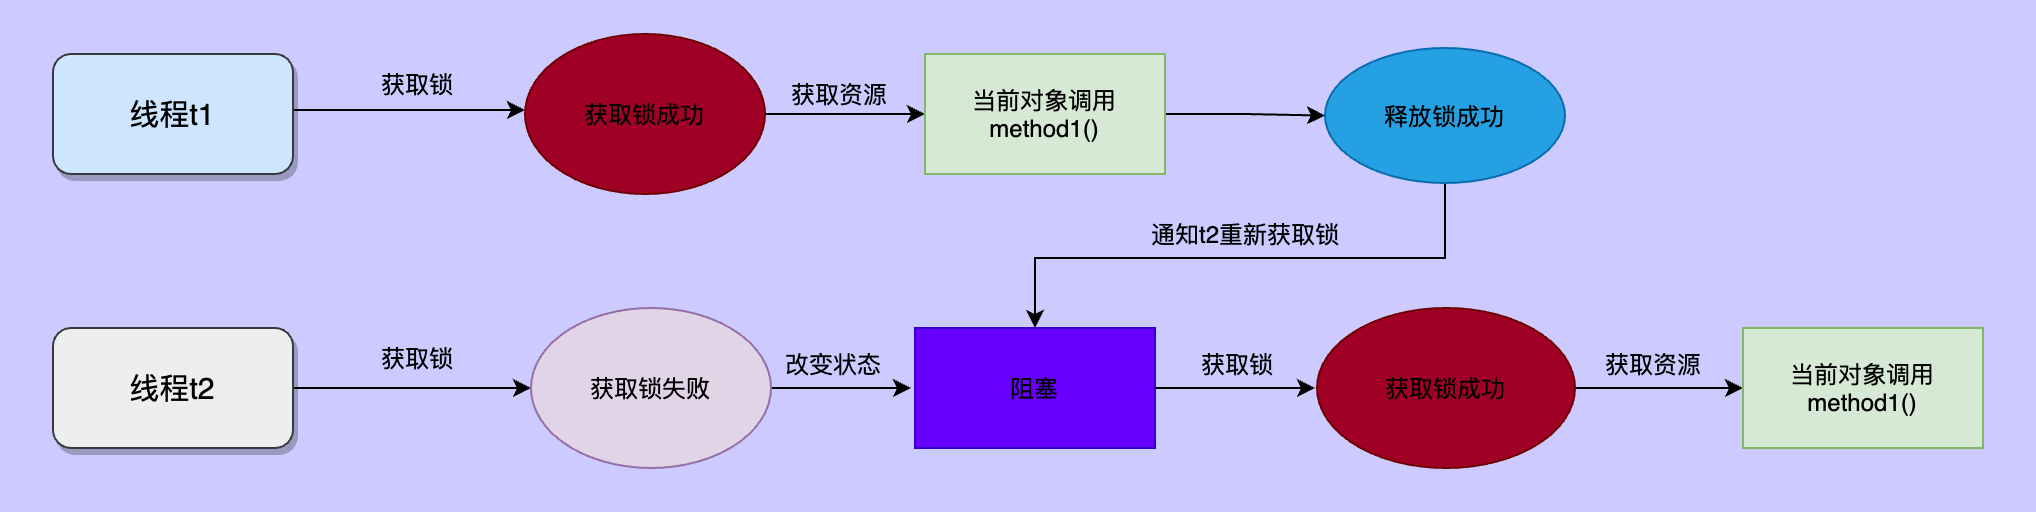 线程t1
获取锁
获取锁成功
获取资源
当前对象调用
method1()
释放锁成功
通知t2重新获取锁
线程t2
获取锁
获取锁失败
改变状态
阻塞
获取锁
获取锁成功
获取资源
当前对象调用
method1()